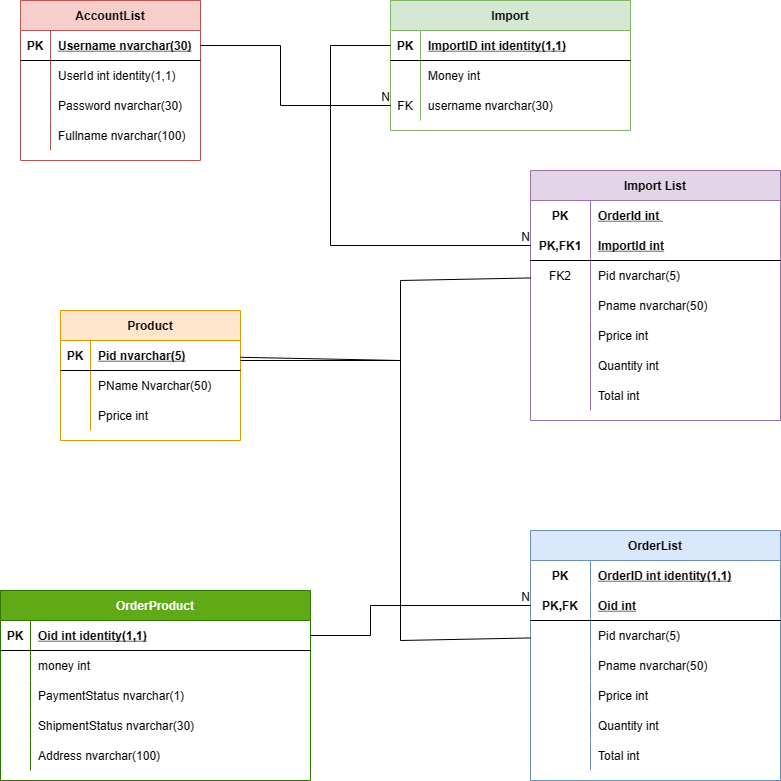 AccountList
PK Username nvarchar(30)
UserId int identity(1,1)
Password nvarchar(30)
Fullname nvarchar(100)
Import
PK ImportID int identity(1,1)
Money int
N FK username nvarchar(30)
Import List
PK OrderId int
N PK,FK1 ImportId int
FK2 Pid nvarchar(5)
Pname nvarchar(50)
Pprice int
Quantity int
Total int
Product
PK Pid nvarchar(5)
PName Nvarchar(50)
Pprice int
OrderProduct
PK Oid int identity(1,1)
money int
PaymentStatus nvarchar(1)
ShipmentStatus nvarchar(30)
Address nvarchar(100)
OrderList
PK OrderID int identity(1,1)
N PK,FK Oid int
Pid nvarchar(5)
Pname nvarchar(50)
Pprice int
Quantity int
Total int